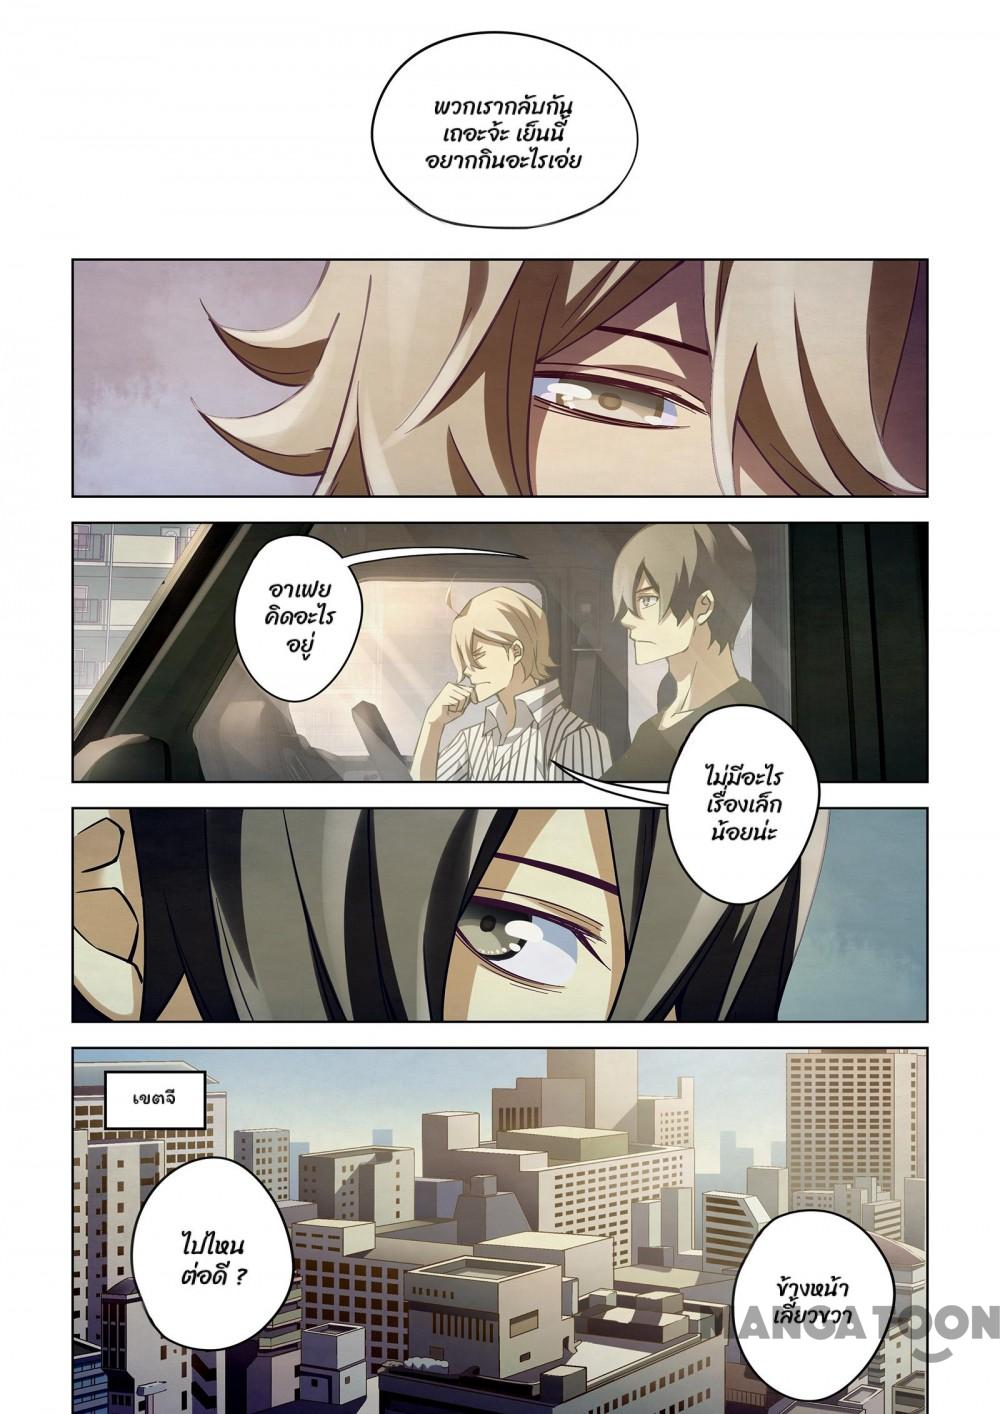 พวกเรากลับกัน
เถอะจ้ะ เย็นนี้
อยากกินอะไรเอ่ย
อาเฟย
คิดอะไร
อยู่
ไม่มีอะไร
เรื่องเล็ก
น้อยน่ะ
เขตจี
ไปไหน
ต่อดี ?
ข้างหน้า
เลี้ยวขวา
MANGATOON